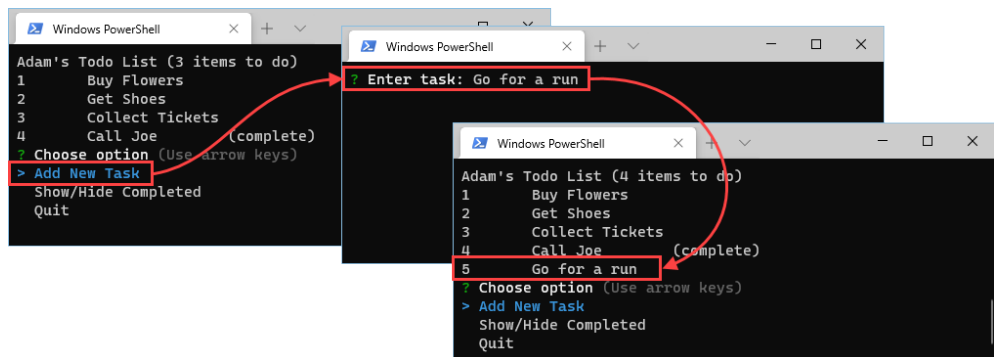 Windows PowerShell
Adam's Todo List (3 items to do)
1 Buy Flowers
2 Get Shoes
3 Collect Tickets
4 Call Joe (complete)
? Choose option (Use arrow keys)
> Add New Task
Show/Hide Completed
Quit
Windows PowerShell
? Enter task: Go for a run
Windows PowerShell
Adam's Todo List (4 items to do)
1 Buy Flowers
2 Get Shoes
3 Collect Tickets
4 Call Joe (complete)
5 Go for a run
? Choose option (Use arrow keys)
> Add New Task
Show/Hide Completed
Quit